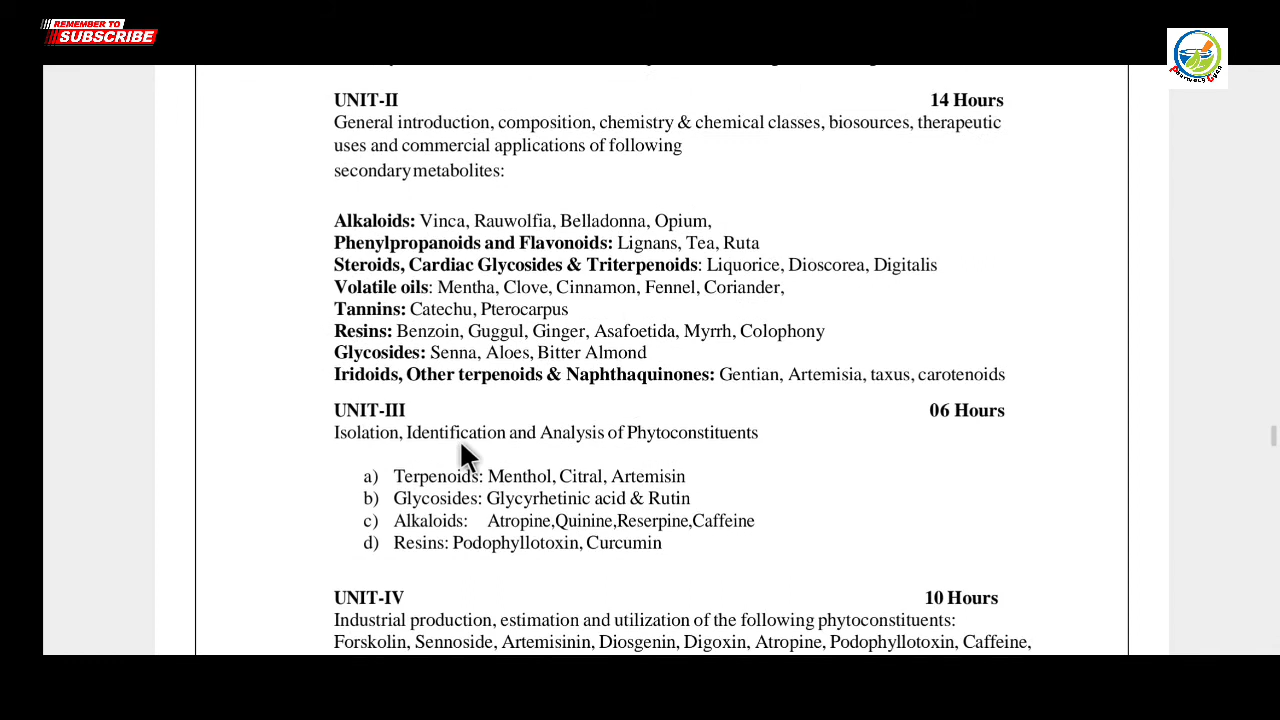 REMEMBER TO
SUBSCRIBE
UNIT-II 14 Hours
General introduction, composition, chemistry & chemical classes, biosources, therapeutic
uses and commercial applications of following
secondary metabolites:
Alkaloids: Vinca, Rauwolfia, Belladonna, Opium,
Phenylpropanoids and Flavonoids: Lignans, Tea, Ruta
Steroids, Cardiac Glycosides & Triterpenoids: Liquorice, Dioscorea, Digitalis
Volatile oils: Mentha, Clove, Cinnamon, Fennel, Coriander,
Tannins: Catechu, Pterocarpus
Resins: Benzoin, Guggul, Ginger, Asafoetida, Myrrh, Colophony
Glycosides: Senna, Aloes, Bitter Almond
Iridoids, Other terpenoids & Naphthaquinones: Gentian, Artemisia, taxus, carotenoids
UNIT-III 06 Hours
Isolation, Identification and Analysis of Phytoconstituents
a) Terpenoids: Menthol, Citral, Artemisin
b) Glycosides: Glycyrhetinic acid & Rutin
c) Alkaloids: Atropine,Quinine,Reserpine,Caffeine
d) Resins: Podophyllotoxin, Curcumin
UNIT-IV 10 Hours
Industrial production, estimation and utilization of the following phytoconstituents:
Forskolin, Sennoside, Artemisinin, Diosgenin, Digoxin, Atropine, Podophyllotoxin, Caffeine,